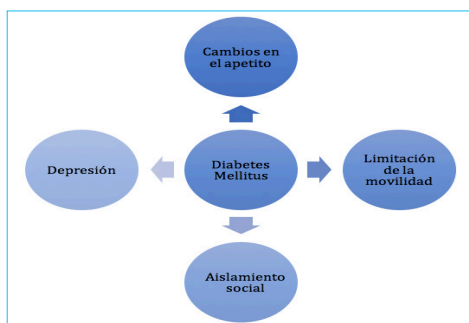 Cambios en
el apetito
Depresión
Diabetes
Mellitus
Limitación
de la
movilidad
Aislamiento
social